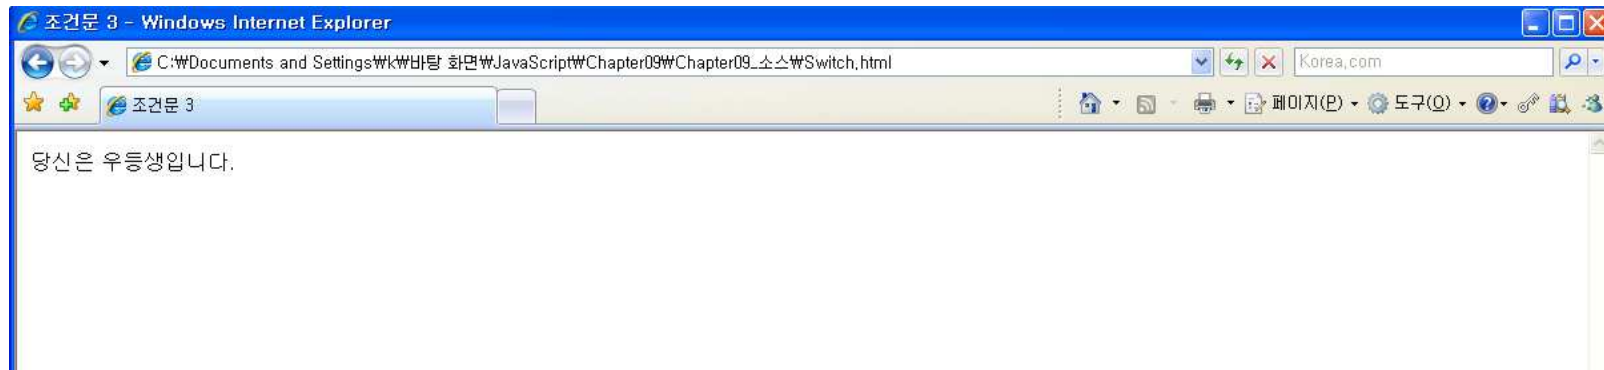 조건문 3 - Windows Internet Explorer
C:₩Documents and Settings₩k₩바탕 화면₩JavaScript₩Chapter09₩Chapter09_소스₩Switch.html
Korea.com
조건문 3
페이지(P) 도구(O)
당신은 우등생입니다.